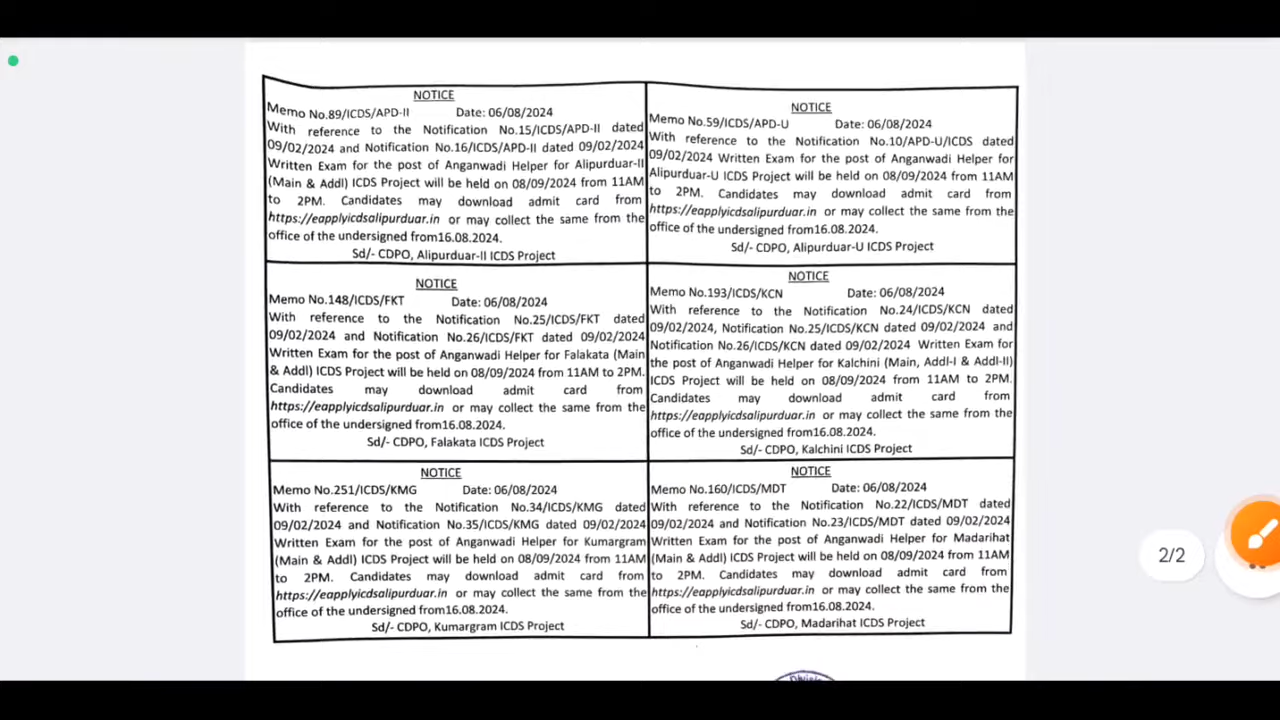 NOTICE
Memo No.89/ICDS/APD-II Date: 06/08/2024
With reference to the Notification No.15/ICDS/APD-II dated
09/02/2024 and Notification No.16/ICDS/APD-II dated 09/02/2024
Written Exam for the post of Anganwadi Helper for Alipurduar-II
(Main & Addl) ICDS Project will be held on 08/09/2024 from 11AM
to 2PM. Candidates may download admit card from
https://eapplyicdsalipurduar.in or may collect the same from the
office of the undersigned from16.08.2024.
Sd/- CDPO, Alipurduar-II ICDS Project
NOTICE
Memo No.59/ICDS/APD-U Date: 06/08/2024
With reference to the Notification No.10/APD-U/ICDS dated
09/02/2024 Written Exam for the post of Anganwadi Helper for
Alipurduar-U ICDS Project will be held on 08/09/2024 from 11AM
to 2PM. Candidates may download admit card from
https://eapplyicdsalipurduar.in or may collect the same from the
office of the undersigned from16.08.2024.
Sd/- CDPO, Alipurduar-U ICDS Project
NOTICE
Memo No.148/ICDS/FKT Date: 06/08/2024
With reference to the Notification No.25/ICDS/FKT dated
09/02/2024 and Notification No.26/ICDS/FKT dated 09/02/2024
Written Exam for the post of Anganwadi Helper for Falakata (Main
& Addl) ICDS Project will be held on 08/09/2024 from 11AM to 2PM.
Candidates may download admit card from
https://eapplyicdsalipurduar.in or may collect the same from the
office of the undersigned from16.08.2024.
Sd/- CDPO, Falakata ICDS Project
NOTICE
Memo No.193/ICDS/KCN Date: 06/08/2024
With reference to the Notification No.24/ICDS/KCN dated
09/02/2024, Notification No.25/ICDS/KCN dated 09/02/2024 and
Notification No.26/ICDS/KCN dated 09/02/2024 Written Exam for
the post of Anganwadi Helper for Kalchini (Main, Addl-I & Addl-II)
ICDS Project will be held on 08/09/2024 from 11AM to 2PM.
Candidates may download admit card from
https://eapplyicdsalipurduar.in or may collect the same from the
office of the undersigned from16.08.2024.
Sd/- CDPO, Kalchini ICDS Project
NOTICE
Memo No.251/ICDS/KMG Date: 06/08/2024
With reference to the Notification No.34/ICDS/KMG dated
09/02/2024 and Notification No.35/ICDS/KMG dated 09/02/2024
Written Exam for the post of Anganwadi Helper for Kumargram
(Main & Addl) ICDS Project will be held on 08/09/2024 from 11AM
to 2PM. Candidates may download admit card from
https://eapplyicdsalipurduar.in or may collect the same from the
office of the undersigned from16.08.2024.
Sd/- CDPO, Kumargram ICDS Project
NOTICE
Memo No.160/ICDS/MDT Date: 06/08/2024
With reference to the Notification No.22/ICDS/MDT dated
09/02/2024 and Notification No.23/ICDS/MDT dated 09/02/2024
Written Exam for the post of Anganwadi Helper for Madarihat
(Main & Addl) ICDS Project will be held on 08/09/2024 from 11AM
to 2PM. Candidates may download admit card from
https://eapplyicdsalipurduar.in or may collect the same from the
office of the undersigned from16.08.2024.
Sd/- CDPO, Madarihat ICDS Project
2/2